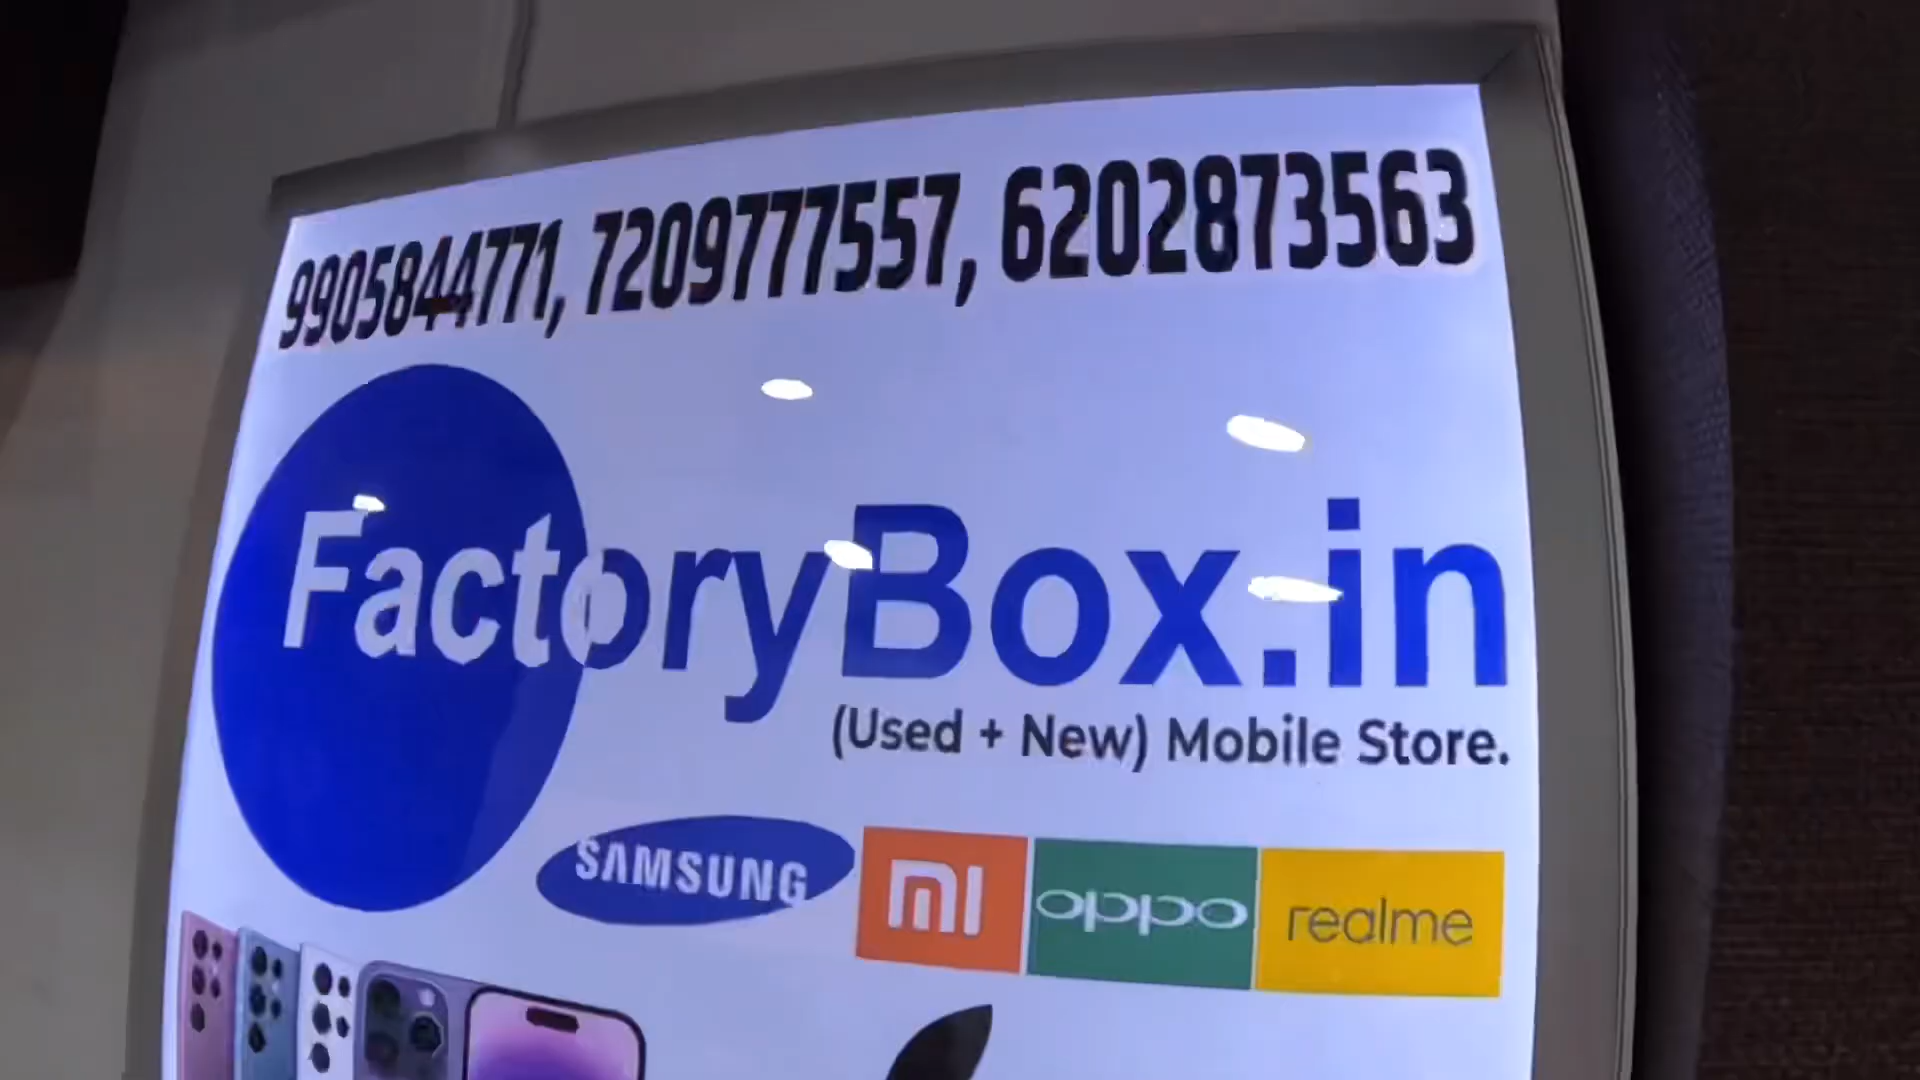 9905844771, 7209777557, 6202873563
FactoryBox.in
(Used + New) Mobile Store.
SAMSUNG
mi
oppo
realme